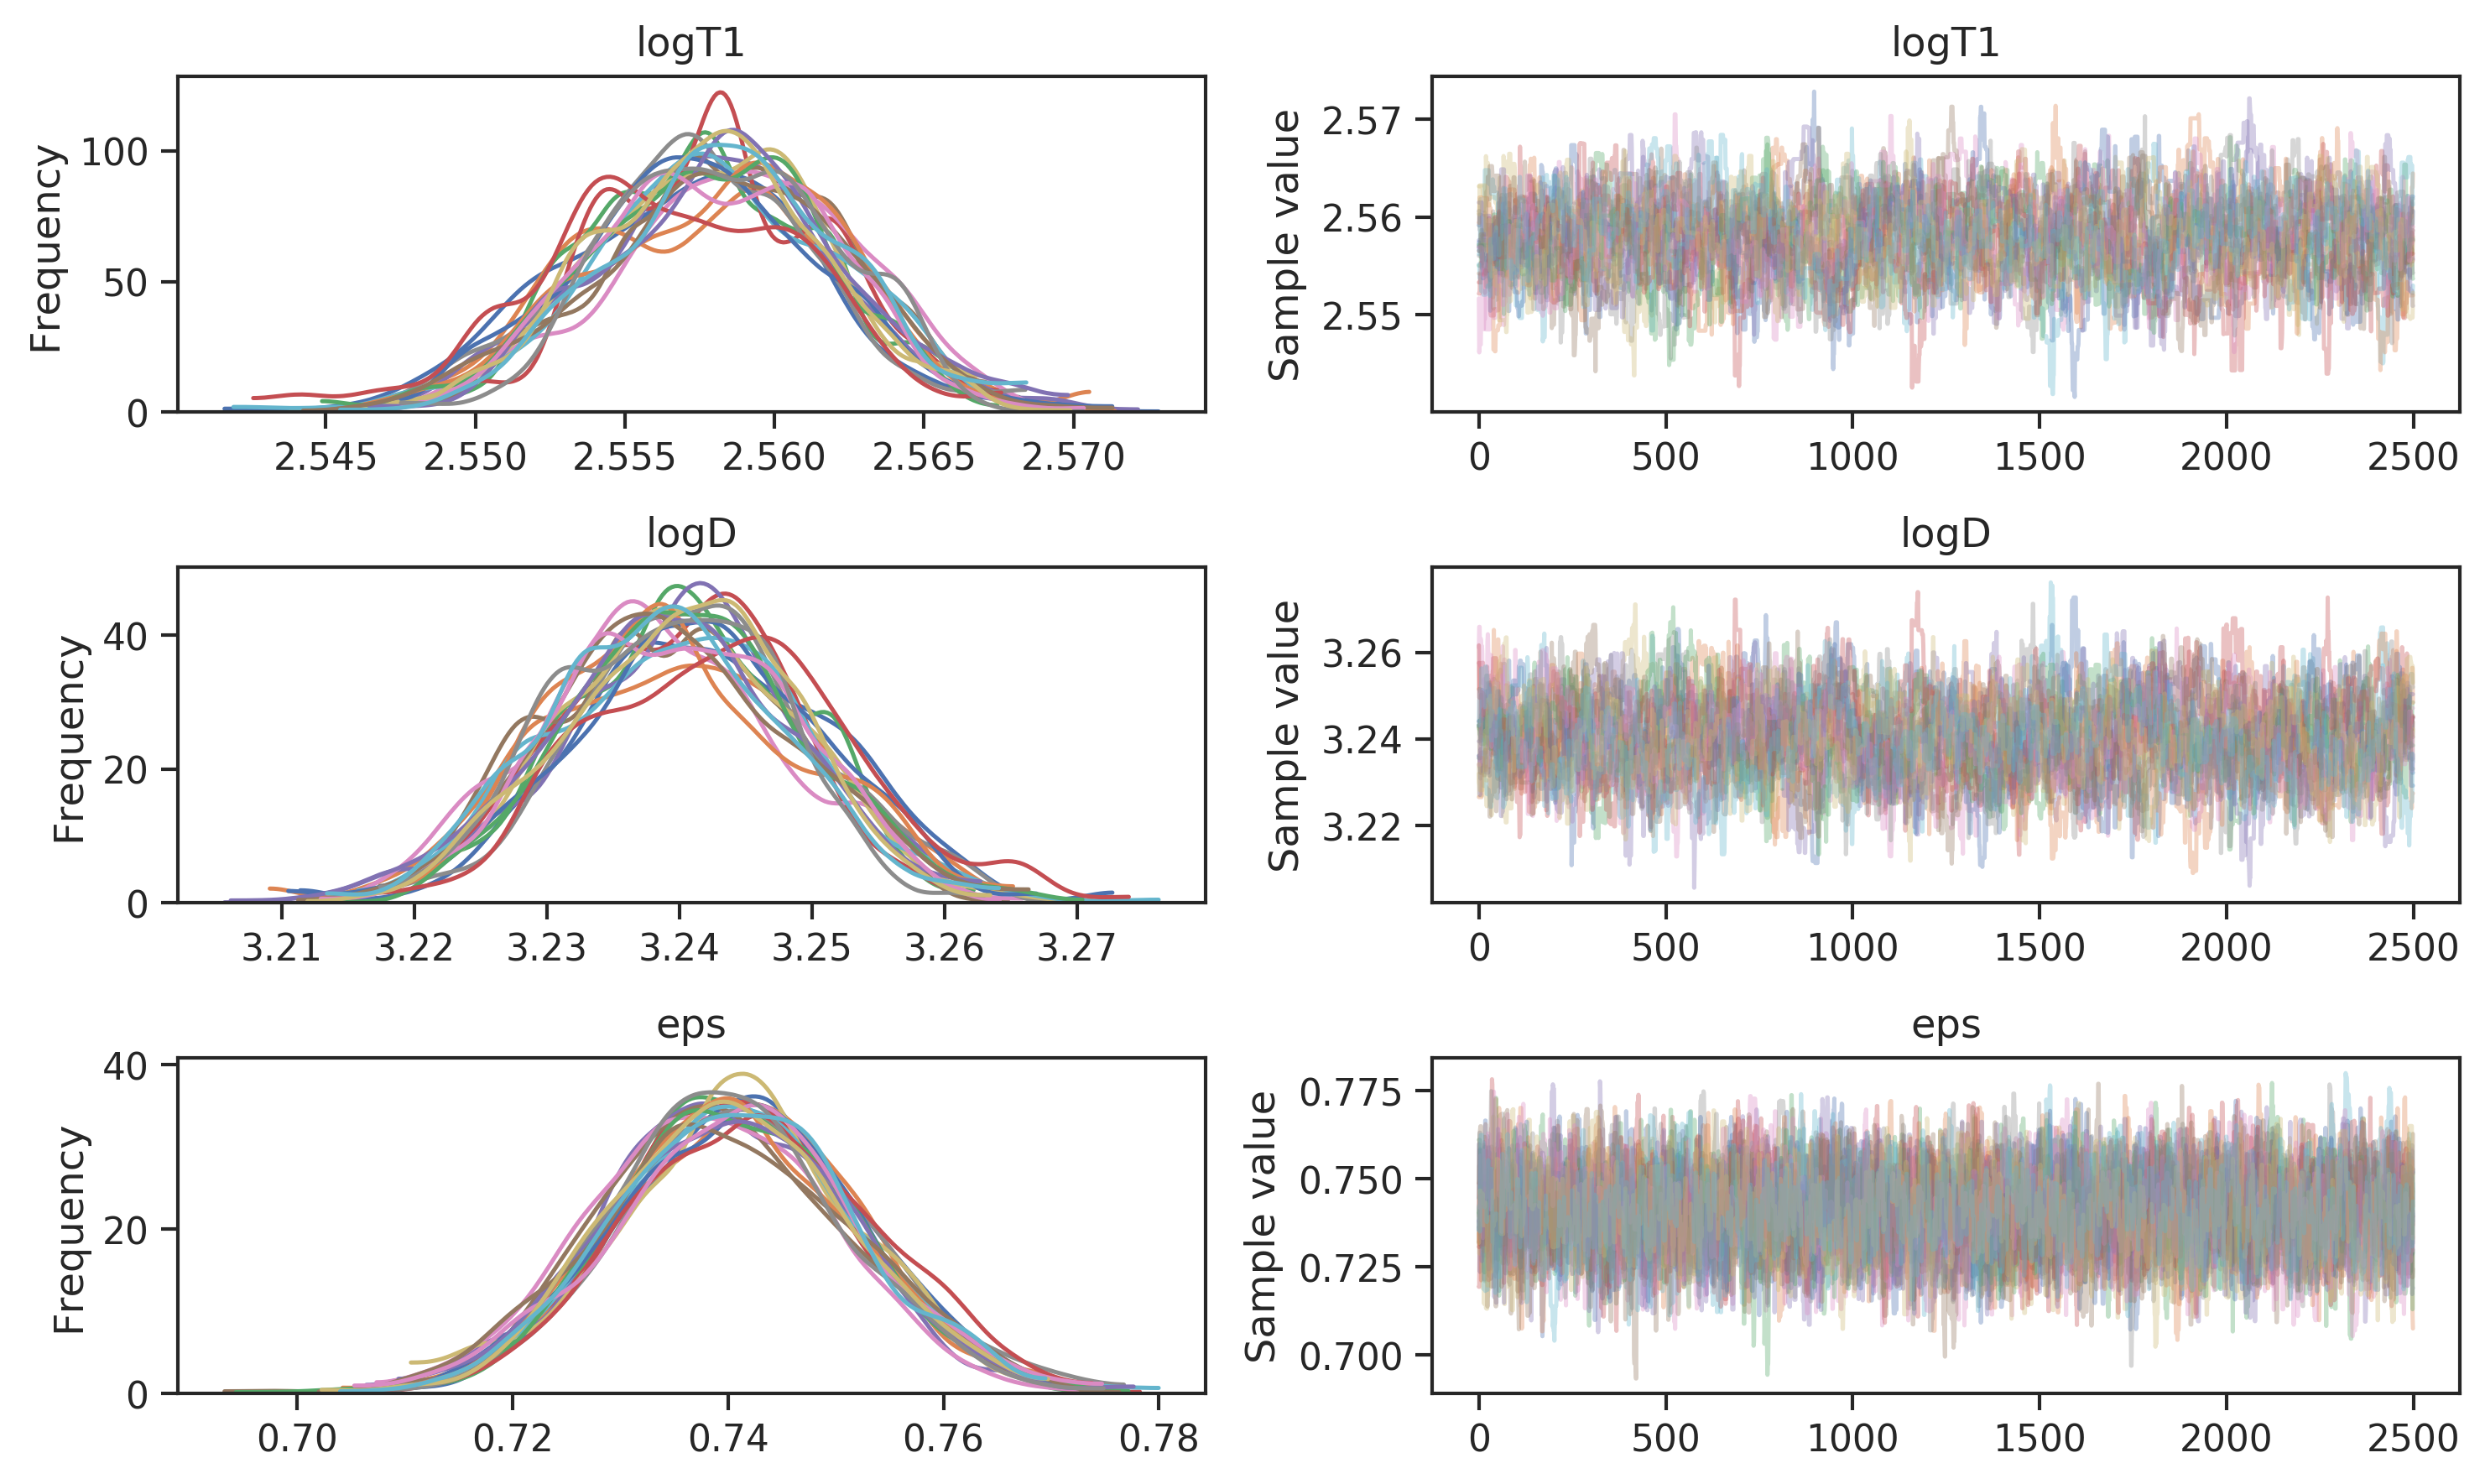 logT1
logT1
Frequency
100
50
0
2.545 2.550 2.555 2.560 2.565 2.570
Sample value
2.57
2.56
2.55
0 500 1000 1500 2000 2500
logD
logD
Frequency
40
20
0
3.21 3.22 3.23 3.24 3.25 3.26 3.27
Sample value
3.26
3.24
3.22
0 500 1000 1500 2000 2500
eps
eps
Frequency
40
20
0
0.70 0.72 0.74 0.76 0.78
Sample value
0.775
0.750
0.725
0.700
0 500 1000 1500 2000 2500